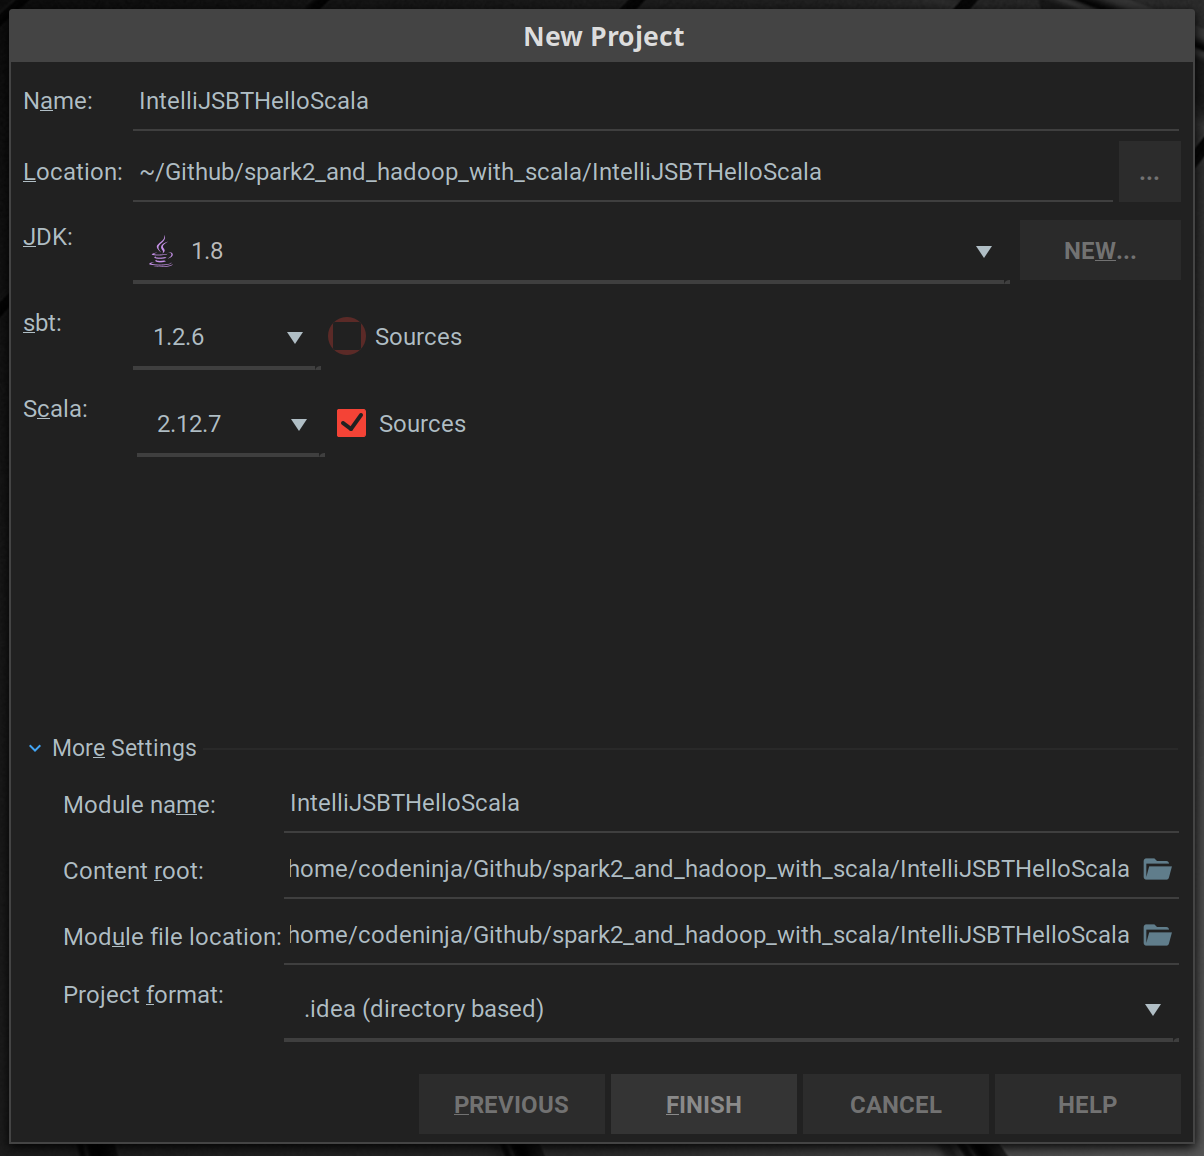 New Project
Name: IntelliJSBTHelloScala
Location: ~/Github/spark2_and_hadoop_with_scala/IntelliJSBTHelloScala ...
JDK: 1.8 NEW...
sbt: 1.2.6 Sources
Scala: 2.12.7 Sources
More Settings
Module name: IntelliJSBTHelloScala
Content root: home/codeninja/Github/spark2_and_hadoop_with_scala/IntelliJSBTHelloScala
Module file location: home/codeninja/Github/spark2_and_hadoop_with_scala/IntelliJSBTHelloScala
Project format: .idea (directory based)
PREVIOUS FINISH CANCEL HELP